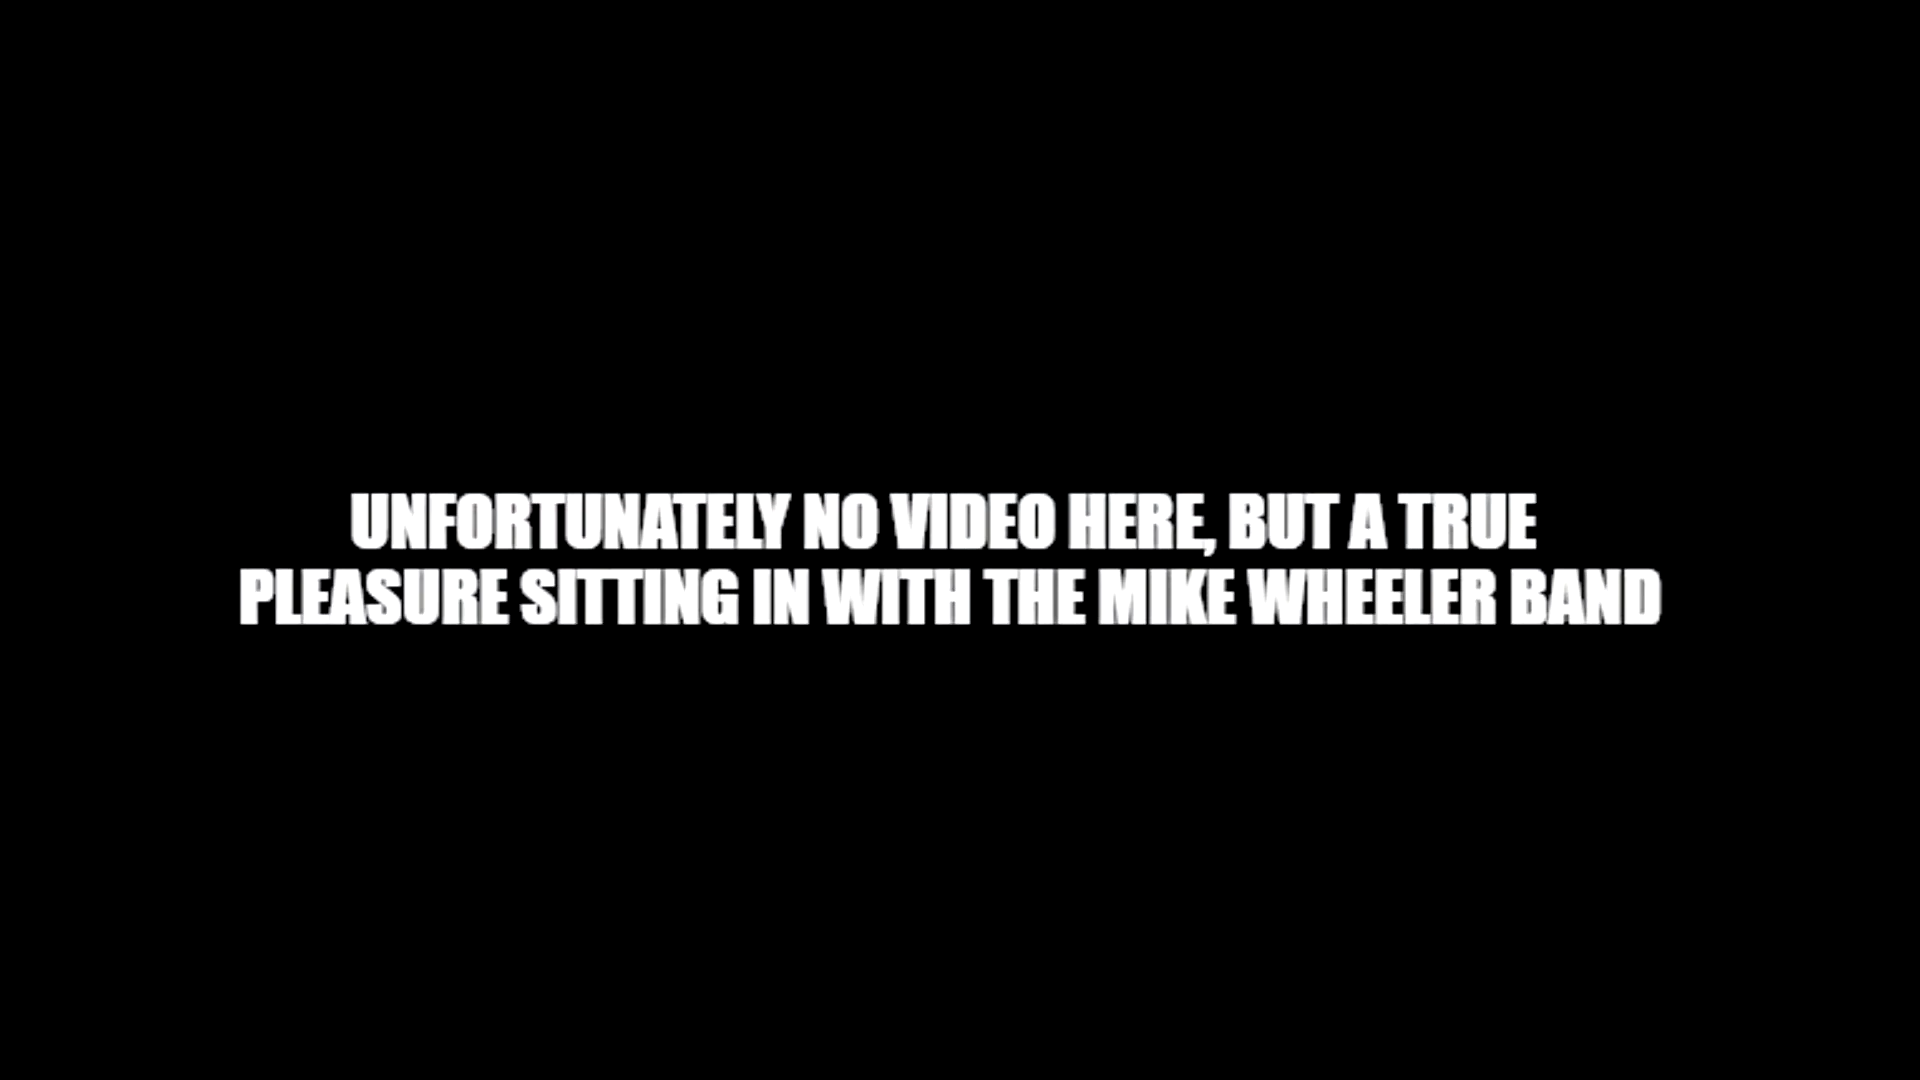 UNFORTUNATELY NO VIDEO HERE, BUT A TRUE
PLEASURE SITTING IN WITH THE MIKE WHEELER BAND